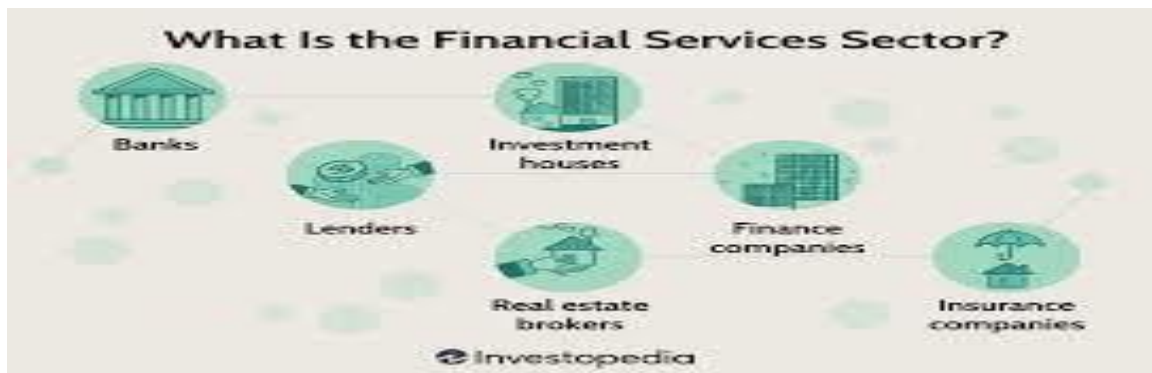 What Is the Financial Services Sector?
Banks
Investment
houses
Lenders
Finance
companies
Real estate
brokers
Insurance
companies
Investopedia